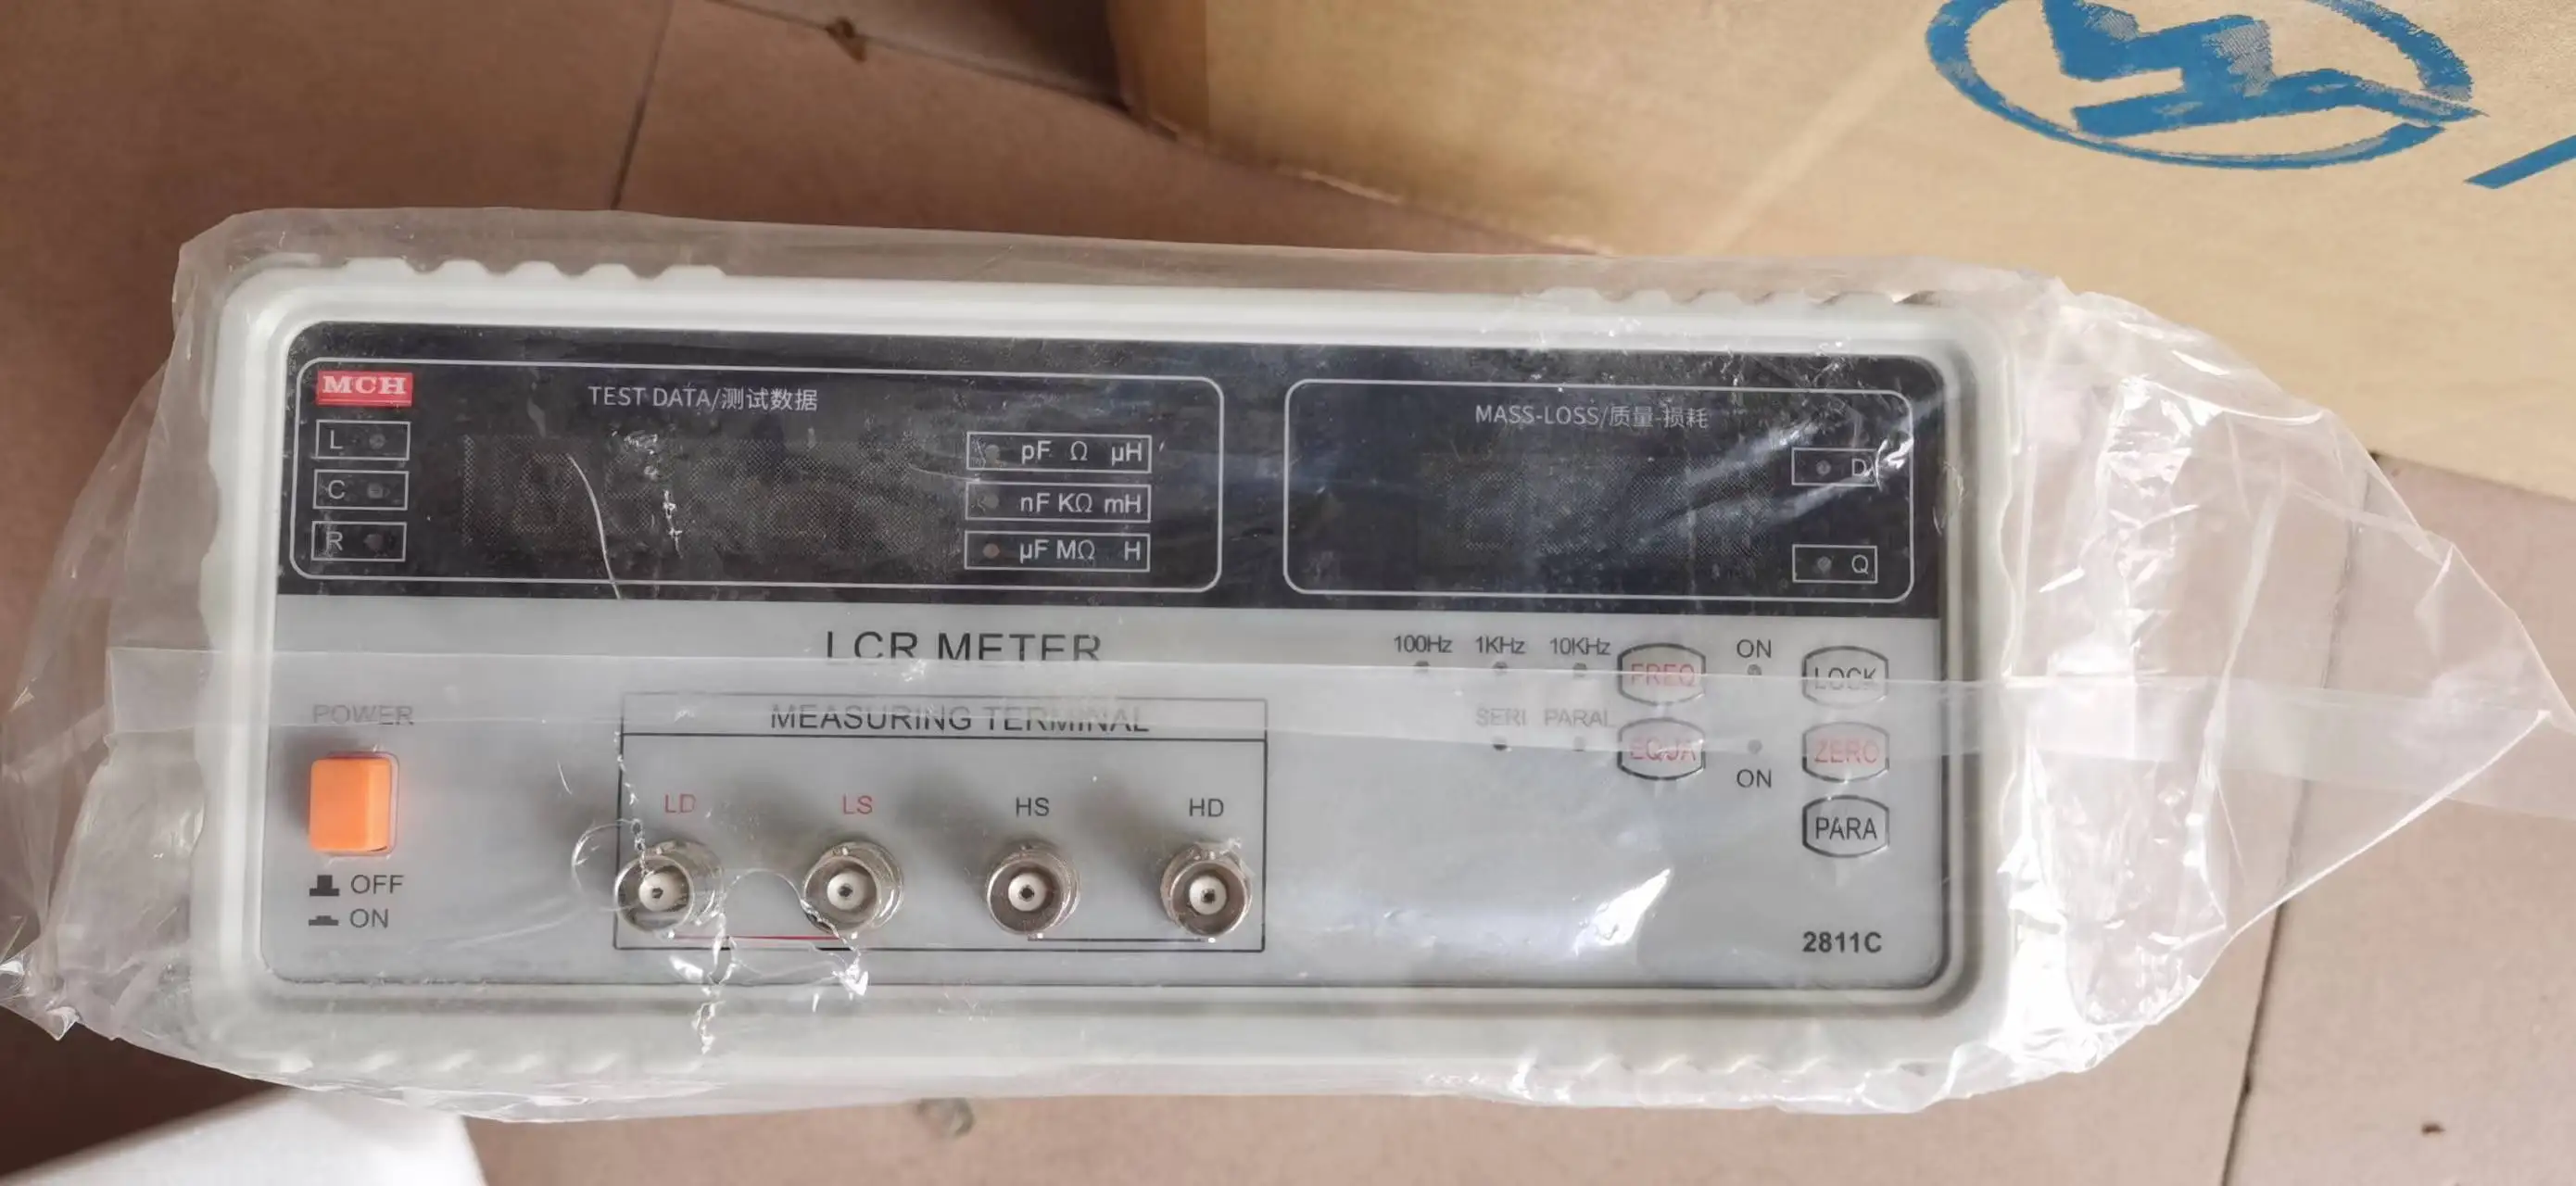 MCH
TEST DATA/测试数据
L
C
R
pF Ω µH
nF KΩ mH
µF MΩ H
MASS-LOSS/质量-损耗
D
Q
LCR METER
100Hz 1KHz 10KHz
FREQ
ON
LOCK
SERI PARAL
EQUA
ON
ZERO
PARA
POWER
OFF
ON
MEASURING TERMINAL
LD LS HS HD
2811C